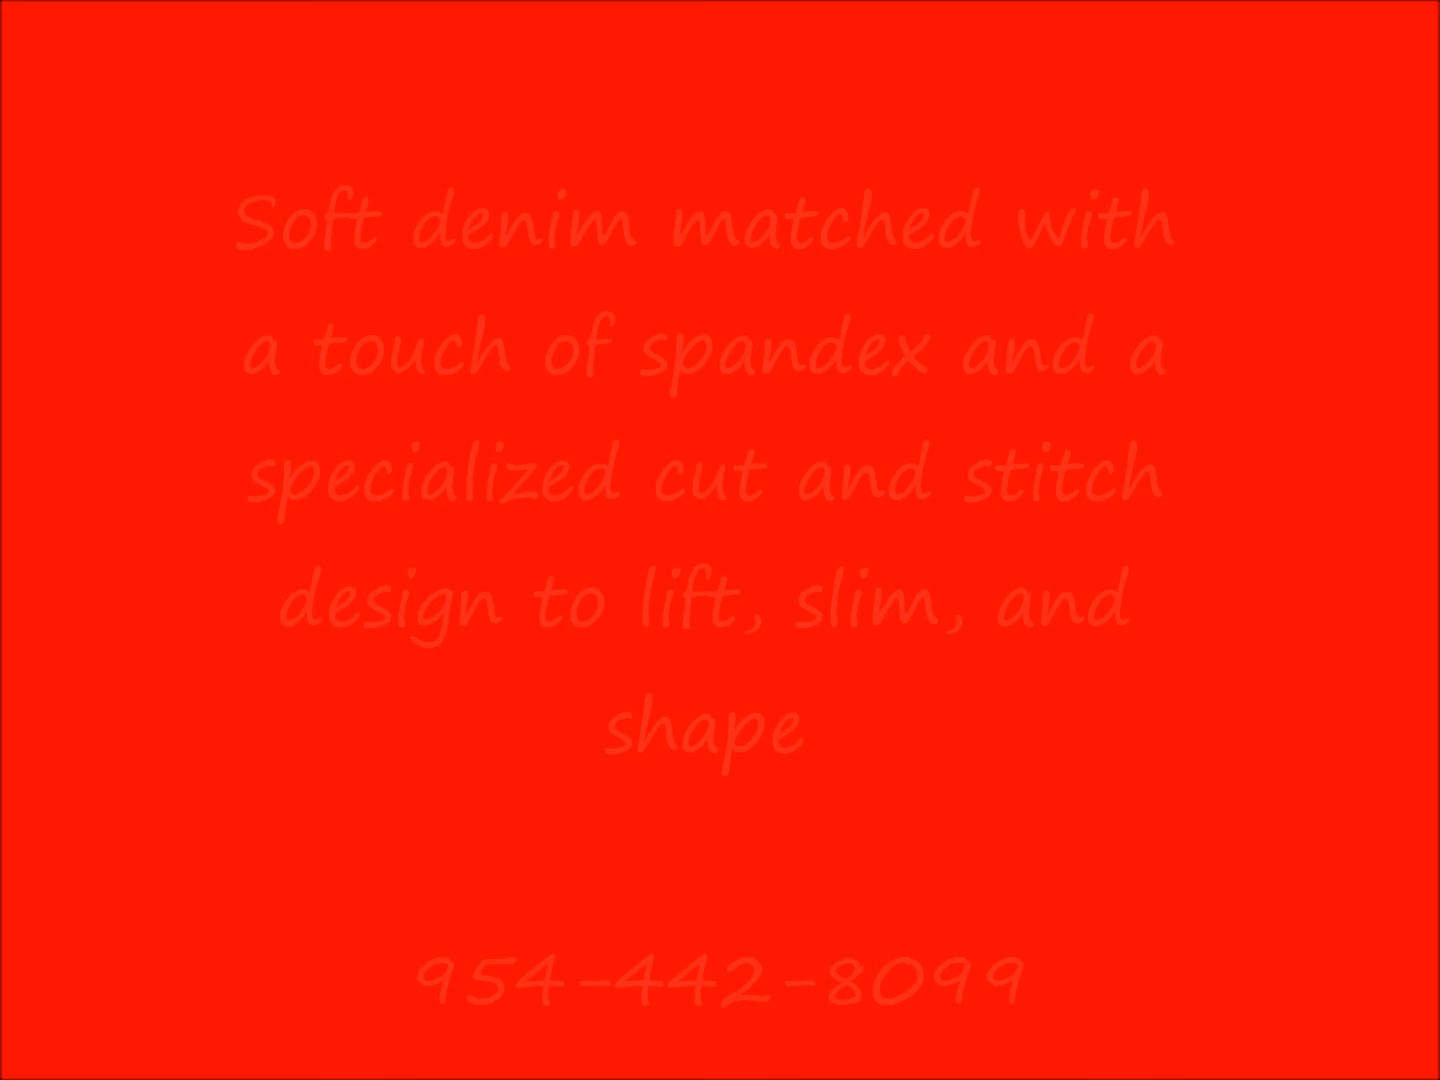 Soft denim matched with
a touch of spandex and a
specialized cut and stitch
design to lift, slim, and
shape
954-442-8099